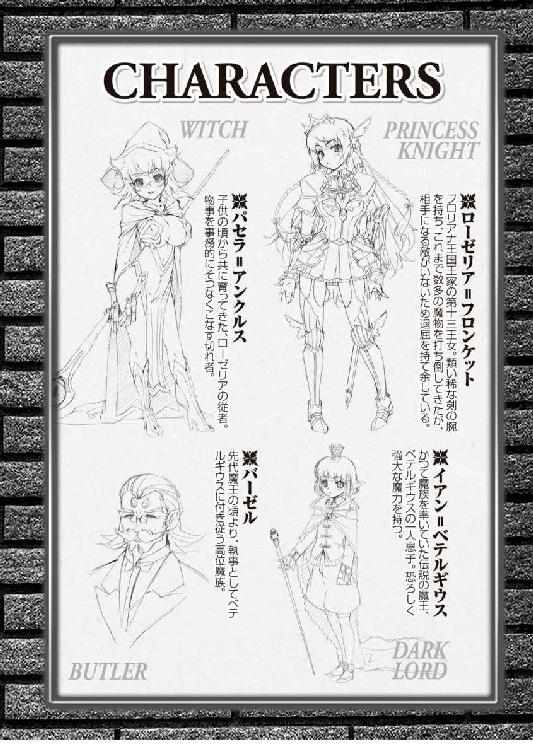 CHARACTERS
PRINCESS
KNIGHT
ローゼリア＝フロンケット
フロリアナ王国王家の第十三王女。類い稀な剣の腕
を持ち、これまで数多の魔物を打ち倒してきたが、
相手になる敵がいないため退屈を持て余している。
WITCH
パセラ＝アンクルス
子供の頃から共に育ってきた、ローゼリアの従者。
物事を事務的にそつなくこなす切れ者。
イアン＝ベテルギウス
かつて魔族を率いていた伝説の魔王、
ベテルギウスの一人息子。恐ろしく
強大な魔力を持つ。
DARK
LORD
バーゼル
先代魔王の頃より、執事としてベテ
ルギウスに付き従う高位魔族。
BUTLER